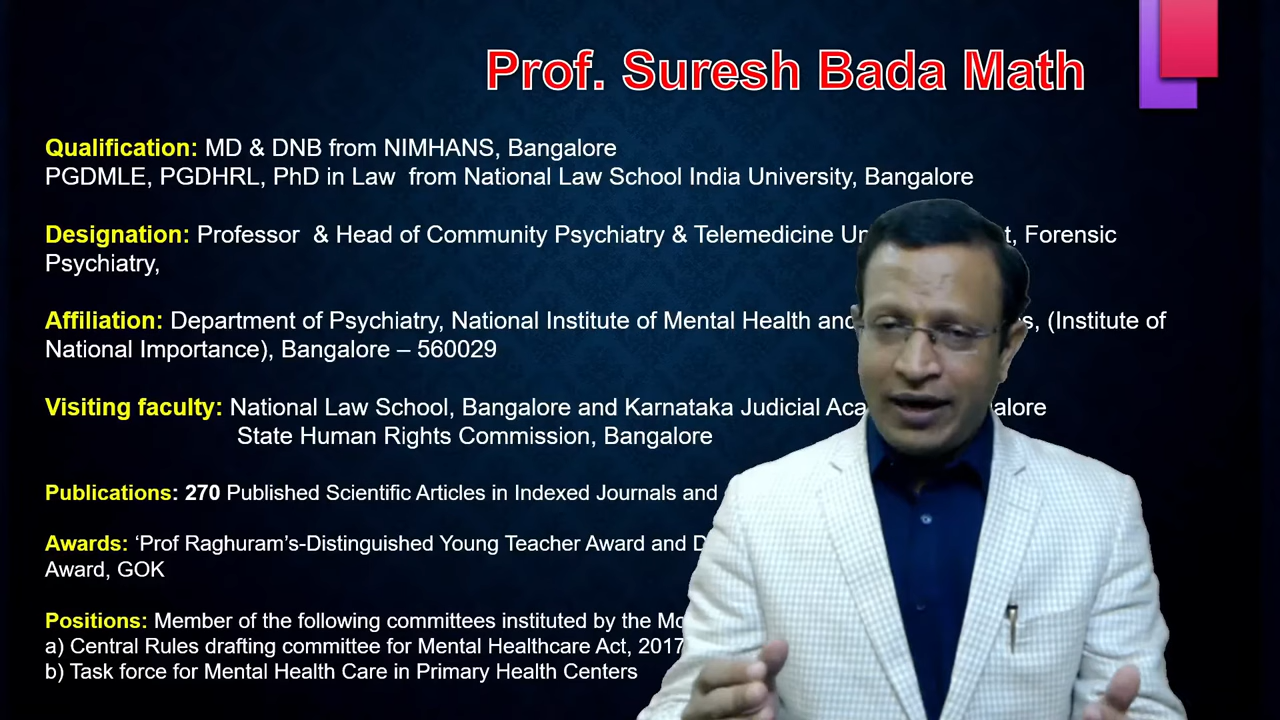 Prof. Suresh Bada Math
Qualification: MD & DNB from NIMHANS, Bangalore
PGDMLE, PGDHRL, PhD in Law from National Law School India University, Bangalore
Designation: Professor & Head of Community Psychiatry & Telemedicine Forensic
Psychiatry,
Affiliation: Department of Psychiatry, National Institute of Mental Health and (Institute of
National Importance), Bangalore – 560029
Visiting faculty: National Law School, Bangalore and Karnataka Judicial
State Human Rights Commission, Bangalore
Publications: 270 Published Scientific Articles in Indexed Journals and
Awards: ‘Prof Raghuram’s-Distinguished Young Teacher Award and
Award, GOK
Positions: Member of the following committees instituted by the
a) Central Rules drafting committee for Mental Healthcare Act, 2017
b) Task force for Mental Health Care in Primary Health Centers